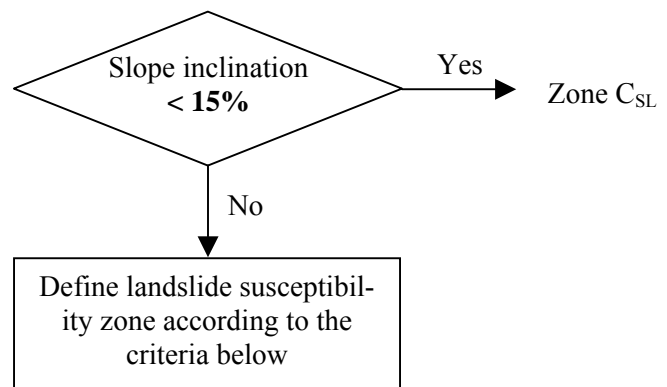 Slope inclination
< 15%
Yes
Zone C_SL
No
Define landslide susceptibil-
ity zone according to the
criteria below